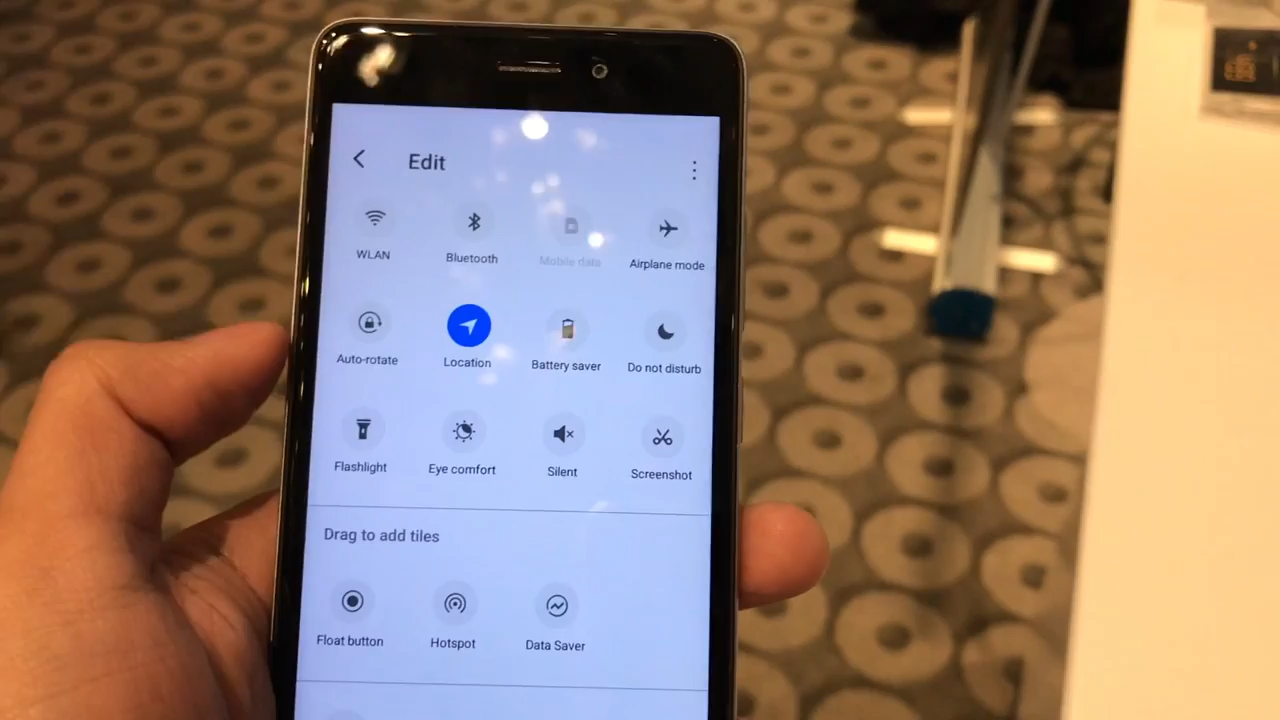 Edit
WLAN
Bluetooth
Mobile data
Airplane mode
Auto-rotate
Location
Battery saver
Do not disturb
Flashlight
Eye comfort
Silent
Screenshot
Drag to add tiles
Float button
Hotspot
Data Saver